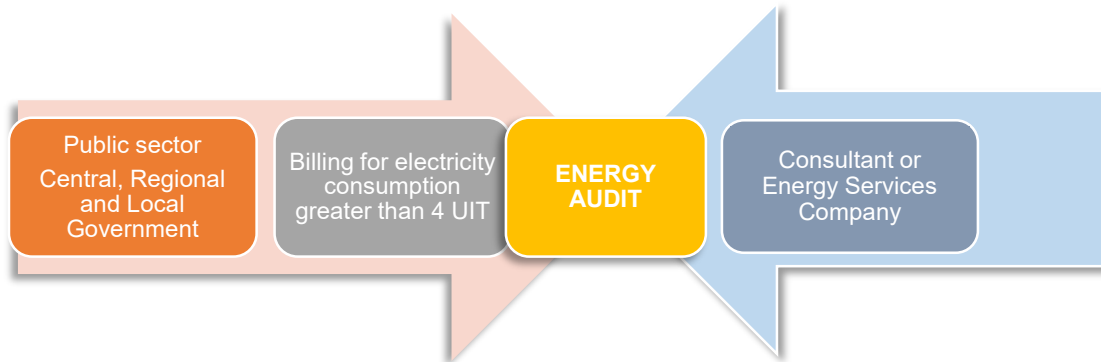 Public sector
Central, Regional
and Local
Government
Billing for electricity
consumption
greater than 4 UIT
ENERGY
AUDIT
Consultant or
Energy Services
Company